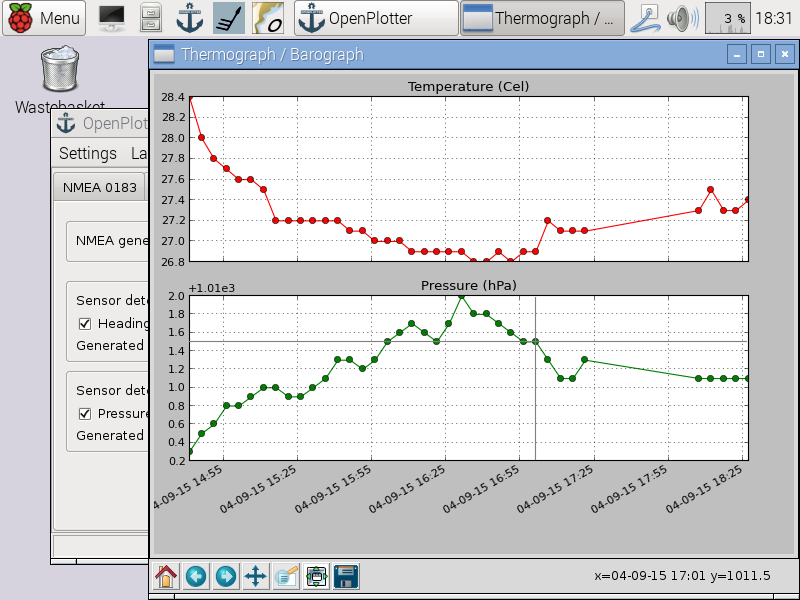 Menu
OpenPlotter
Thermograph / ...
3 %
18:31
Wastebasket
Thermograph / Barograph
OpenPlot
Settings La
NMEA 0183
NMEA gene
Sensor dete
Heading
Generated
Sensor dete
Pressure
Generated
Temperature (Cel)
28.4
28.2
28.0
27.8
27.6
27.4
27.2
27.0
26.8
+1.01e3
Pressure (hPa)
2.0
1.8
1.6
1.4
1.2
1.0
0.8
0.6
0.4
0.2
4-09-15 14:55
04-09-15 15:25
04-09-15 15:55
04-09-15 16:25
04-09-15 16:55
04-09-15 17:25
04-09-15 17:55
04-09-15 18:25
x=04-09-15 17:01 y=1011.5